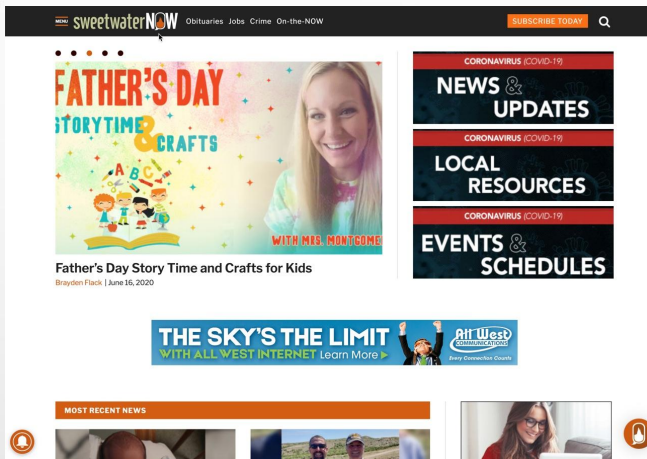 MENU sweetwaterNOW Obituaries Jobs Crime On-the-NOW SUBSCRIBE TODAY
FATHER'S DAY
STORYTIME
&
CRAFTS
A B C
WITH MRS. MONTGOME
Father's Day Story Time and Crafts for Kids
Brayden Flack | June 16, 2020
CORONAVIRUS (COVID-19)
NEWS &
UPDATES
CORONAVIRUS (COVID-19)
LOCAL
RESOURCES
CORONAVIRUS (COVID-19)
EVENTS &
SCHEDULES
THE SKY'S THE LIMIT
WITH ALL WEST INTERNET Learn More
All West
COMMUNICATIONS
Every Connection Counts
MOST RECENT NEWS